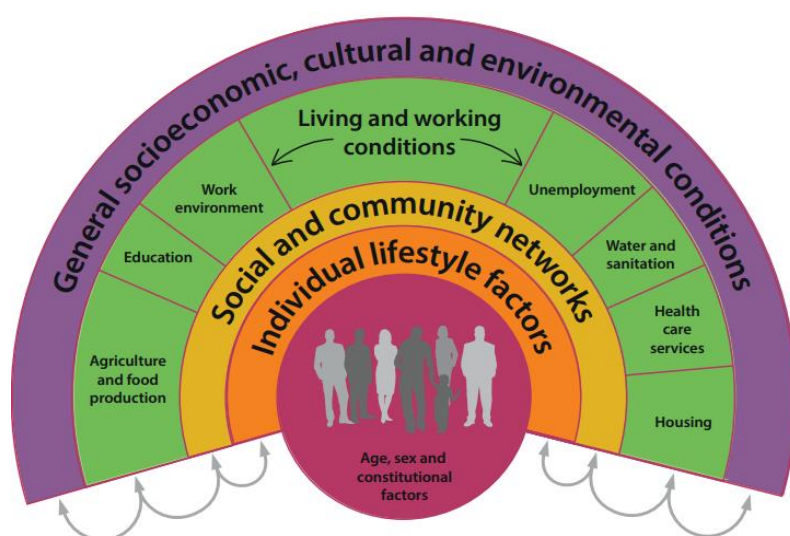 General socioeconomic, cultural and environmental conditions
Living and working
conditions
Work
environment
Education
Agriculture
and food
production
Unemployment
Water and
sanitation
Health
care
services
Housing
Social and community networks
Individual lifestyle factors
Age, sex and
constitutional
factors